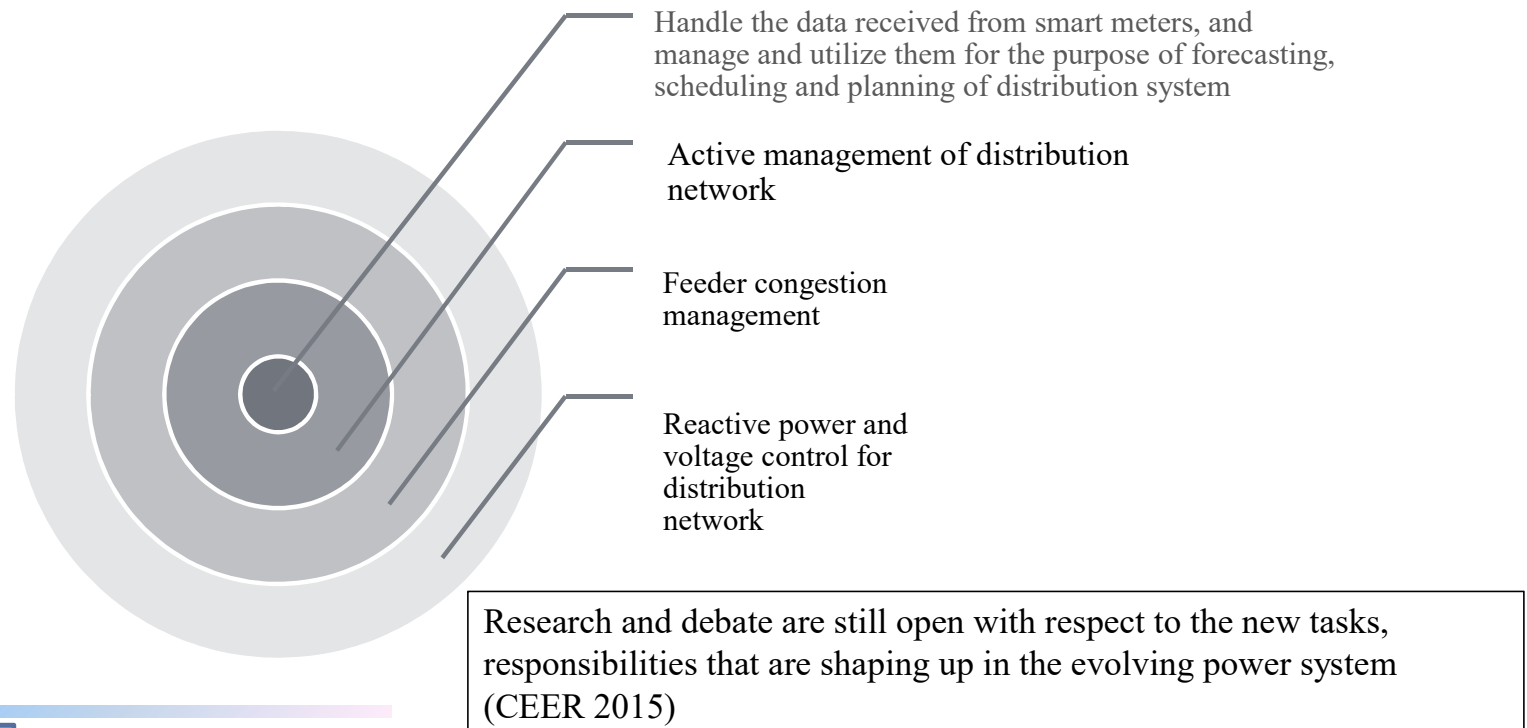 Handle the data received from smart meters, and
manage and utilize them for the purpose of forecasting,
scheduling and planning of distribution system
Active management of distribution
network
Feeder congestion
management
Reactive power and
voltage control for
distribution
network
Research and debate are still open with respect to the new tasks,
responsibilities that are shaping up in the evolving power system
(CEER 2015)